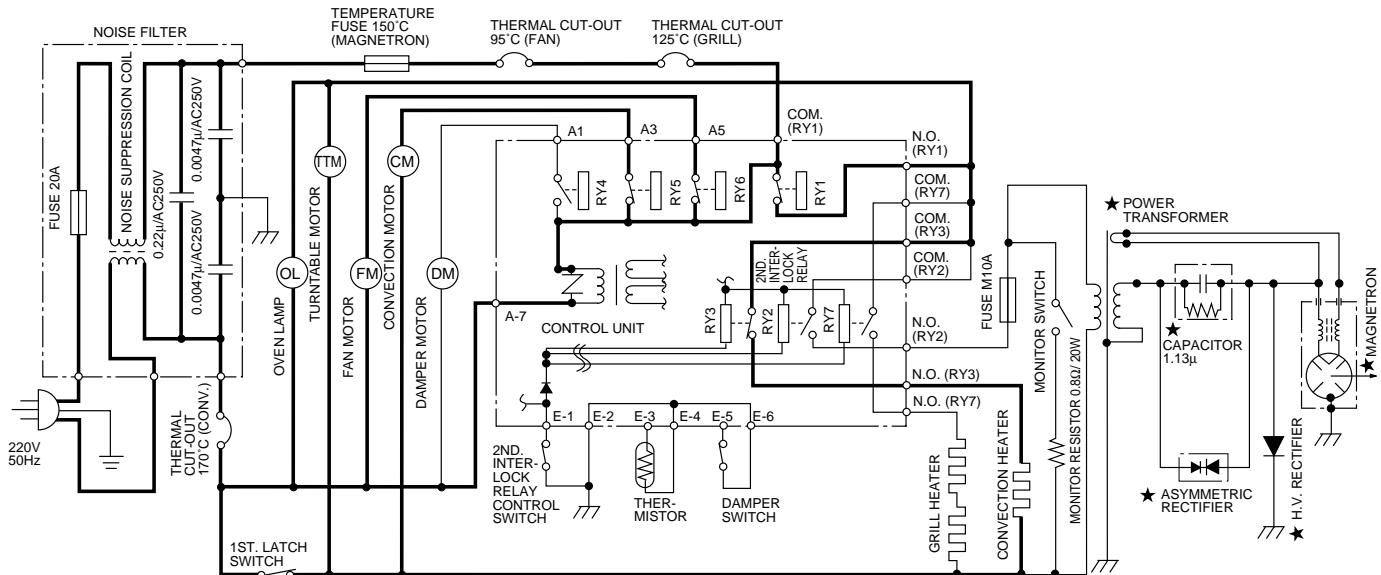 TEMPERATURE
FUSE 150˚C
(MAGNETRON)
THERMAL CUT-OUT
95˚C (FAN)
THERMAL CUT-OUT
125˚C (GRILL)
NOISE FILTER
FUSE 20A
NOISE SUPPRESSION COIL
0.22μ/AC250V
0.0047μ/AC250V
0.0047μ/AC250V
220V
50Hz
THERMAL
CUT-OUT
170˚C (CONV.)
1ST. LATCH
SWITCH
OL
OVEN LAMP
TTM
TURNTABLE MOTOR
FM
FAN MOTOR
CM
CONVECTION MOTOR
DM
DAMPER MOTOR
A1
A3
A5
COM.
(RY1)
RY4
RY5
RY6
RY1
A-7
CONTROL UNIT
2ND.
INTER-
LOCK
RELAY
RY3
RY2
RY7
N.O.
(RY1)
COM.
(RY7)
COM.
(RY3)
COM.
(RY2)
N.O.
(RY2)
N.O. (RY3)
N.O. (RY7)
E-1
E-2
E-3
E-4
E-5
E-6
2ND.
INTER-
LOCK
RELAY
CONTROL
SWITCH
THER-
MISTOR
DAMPER
SWITCH
GRILL HEATER
CONVECTION HEATER
FUSE M10A
MONITOR SWITCH
MONITOR RESISTOR 0.8Ω/ 20W
★ POWER
TRANSFORMER
★
CAPACITOR
1.13μ
★ ASYMMETRIC
RECTIFIER
★ H.V. RECTIFIER
★ MAGNETRON